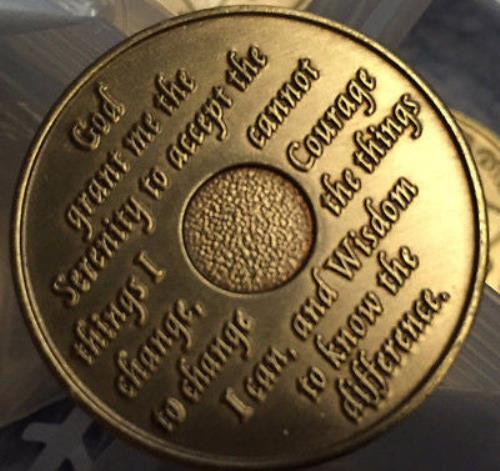 God
grant me the
Serenity to accept the
things I cannot
change, Courage
to change the things
I can, and Wisdom
to know the
difference.